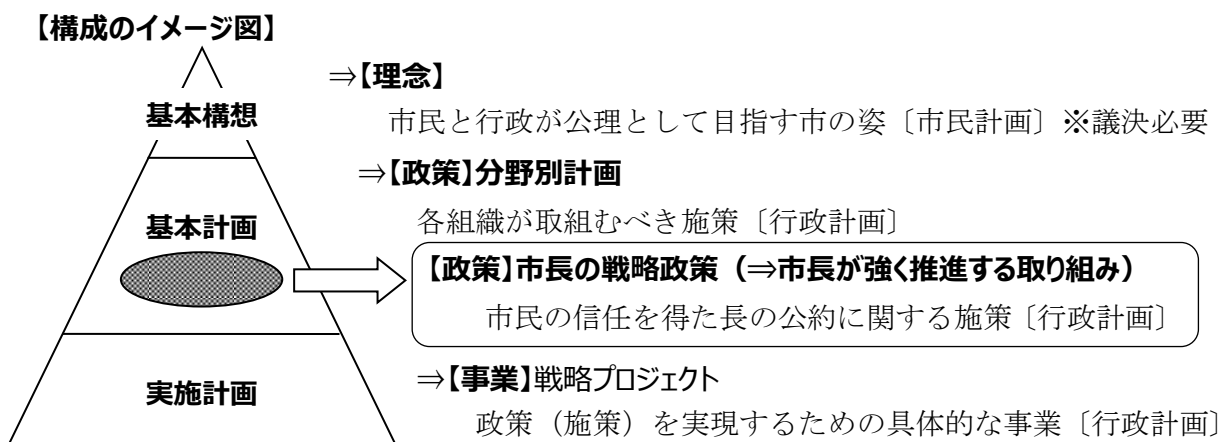 【構成のイメージ図】
基本構想
⇒【理念】
市民と行政が公理として目指す市の姿〔市民計画〕※議決必要
基本計画
⇒【政策】分野別計画
各組織が取組むべき施策〔行政計画〕
【政策】市長の戦略政策（⇒市長が強く推進する取り組み）
市民の信任を得た長の公約に関する施策〔行政計画〕
実施計画
⇒【事業】戦略プロジェクト
政策（施策）を実現するための具体的な事業〔行政計画〕